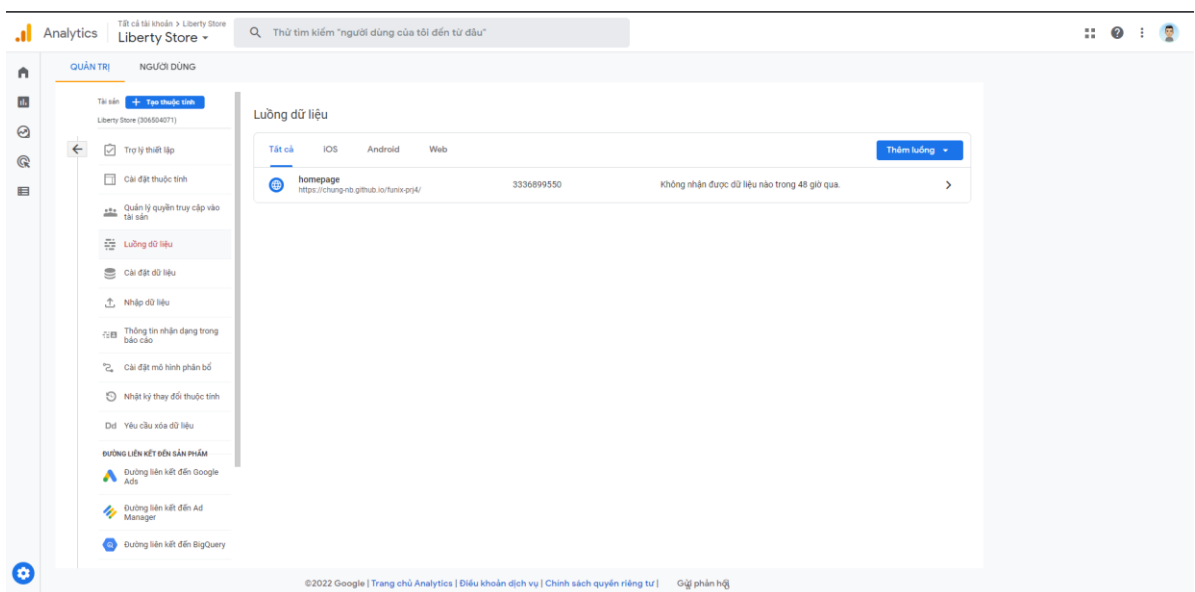 Analytics
Tất cả tài khoản > Liberty Store
Liberty Store
Thử tìm kiếm "người dùng của tôi đến từ đâu"
QUẢN TRỊ
NGƯỜI DÙNG
Tài sản
Tạo thuộc tính
Liberty Store (306504071)
Trợ lý thiết lập
Cài đặt thuộc tính
Quản lý quyền truy cập vào
tài sản
Luồng dữ liệu
Cài đặt dữ liệu
Nhập dữ liệu
Thông tin nhận dạng trong
báo cáo
Cài đặt mô hình phân bổ
Nhật ký thay đổi thuộc tính
Dd Yêu cầu xóa dữ liệu
ĐƯỜNG LIÊN KẾT ĐẾN SẢN PHẨM
Đường liên kết đến Google
Ads
Đường liên kết đến Ad
Manager
Đường liên kết đến BigQuery
Luồng dữ liệu
Tất cả
iOS
Android
Web
Thêm luồng
homepage
https://chung-nb.github.io/funix-prj4/
3336899550
Không nhận được dữ liệu nào trong 48 giờ qua.
©2022 Google | Trang chủ Analytics | Điều khoản dịch vụ | Chính sách quyền riêng tư |
Gửi phản hồi